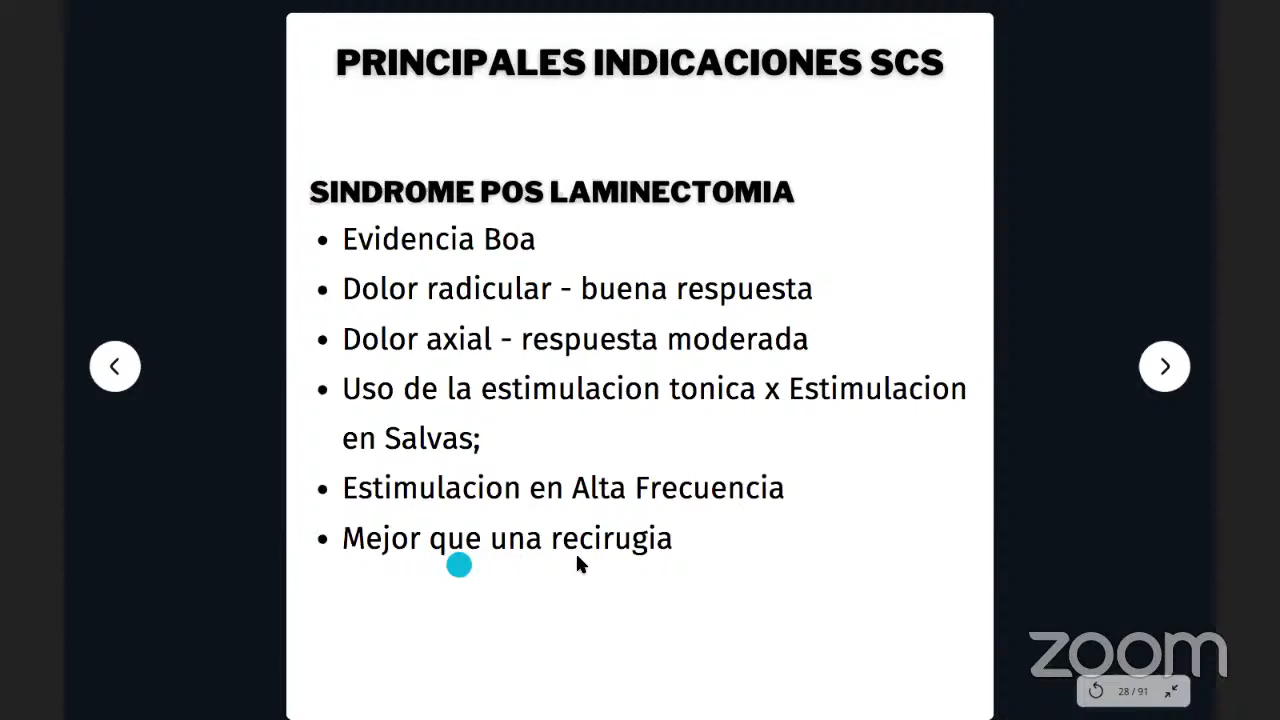 PRINCIPALES INDICACIONES SCS
SINDROME POS LAMINECTOMIA
• Evidencia Boa
• Dolor radicular - buena respuesta
• Dolor axial - respuesta moderada
• Uso de la estimulacion tonica x Estimulacion
en Salvas;
• Estimulacion en Alta Frecuencia
• Mejor que una recirugia
zoom
28 / 91